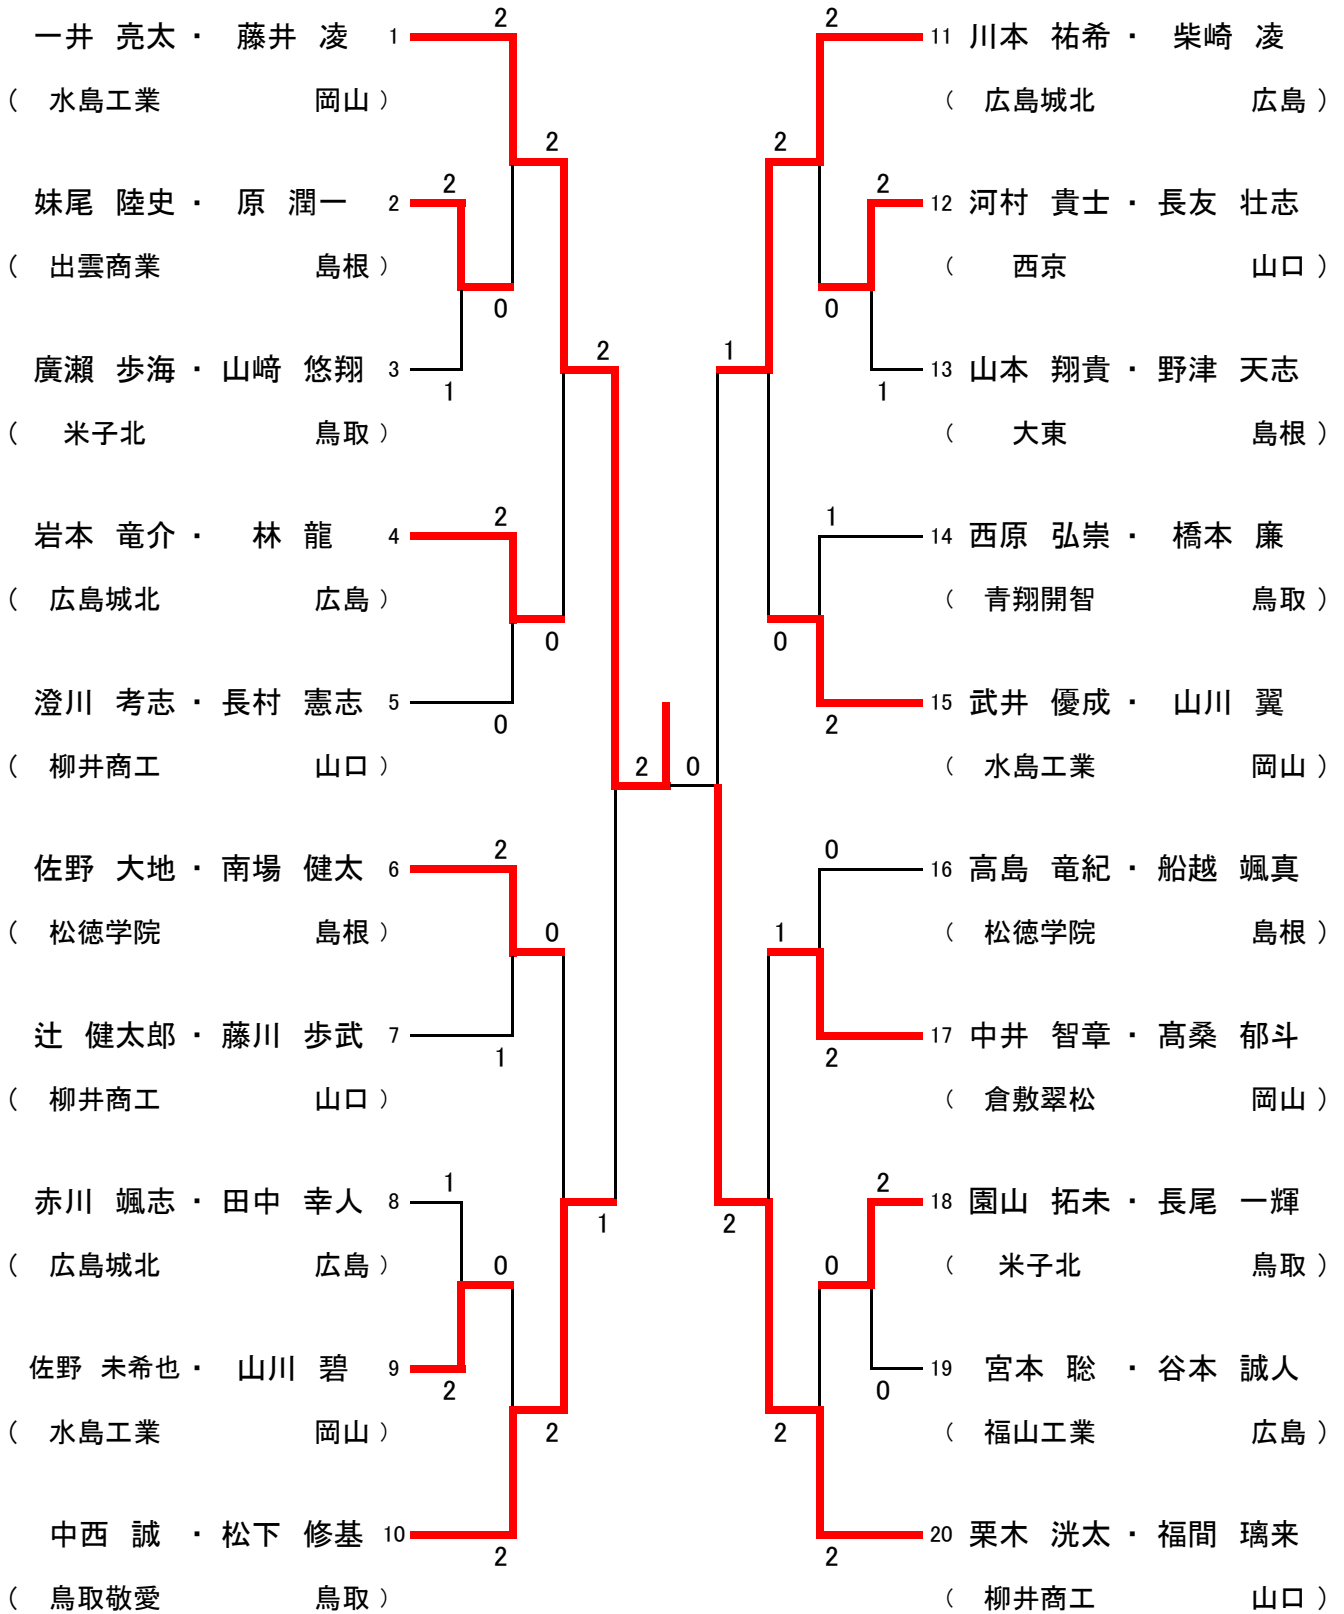 2
一井 亮太 ・ 藤井 凌 1
( 水島工業 岡山 )
2
2
妹尾 陸史 ・ 原 潤一 2
( 出雲商業 島根 )
0
2
廣瀬 歩海 ・ 山﨑 悠翔 3
1
( 米子北 鳥取 )
2
岩本 竜介 ・ 林 龍 4
( 広島城北 広島 )
0
澄川 考志 ・ 長村 憲志 5
0
( 柳井商工 山口 )
2 0
2
佐野 大地 ・ 南場 健太 6
( 松徳学院 島根 )
0
辻 健太郎 ・ 藤川 歩武 7
1
( 柳井商工 山口 )
1
赤川 颯志 ・ 田中 幸人 8
1
( 広島城北 広島 )
0
佐野 未希也 ・ 山川 碧 9
2
( 水島工業 岡山 )
2
中西 誠 ・ 松下 修基 10
2
( 鳥取敬愛 鳥取 )
2
11 川本 祐希 ・ 柴崎 凌
( 広島城北 広島 )
2
2
12 河村 貴士 ・ 長友 壮志
( 西京 山口 )
0
1
13 山本 翔貴 ・ 野津 天志
1
( 大東 島根 )
1
14 西原 弘崇 ・ 橋本 廉
( 青翔開智 鳥取 )
0
15 武井 優成 ・ 山川 翼
2
( 水島工業 岡山 )
0
16 高島 竜紀 ・ 船越 颯真
( 松徳学院 島根 )
1
17 中井 智章 ・ 髙桑 郁斗
2
( 倉敷翠松 岡山 )
2
18 園山 拓未 ・ 長尾 一輝
2
( 米子北 鳥取 )
0
19 宮本 聡 ・ 谷本 誠人
0
( 福山工業 広島 )
2
20 栗木 洸太 ・ 福間 璃来
2
( 柳井商工 山口 )